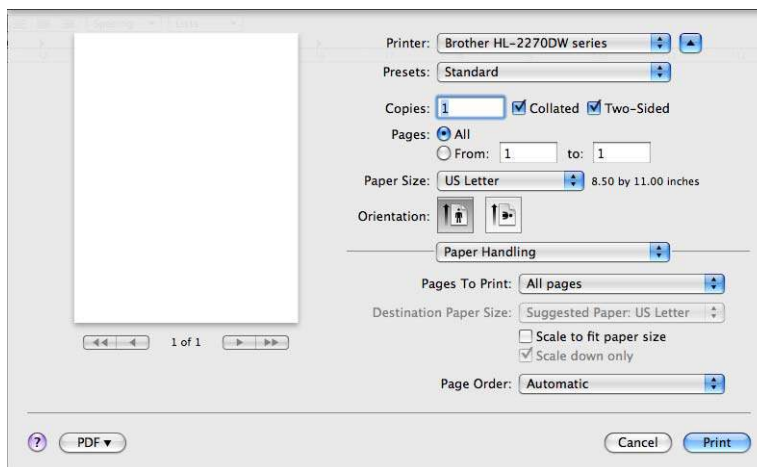 Spacing Lists
Printer: Brother HL-2270DW series
Presets: Standard
Copies: 1 Collated Two-Sided
Pages: All
From: 1 to: 1
Paper Size: US Letter 8.50 by 11.00 inches
Orientation:
Paper Handling
Pages To Print: All pages
Destination Paper Size: Suggested Paper: US Letter
Scale to fit paper size
Scale down only
1 of 1
Page Order: Automatic
? PDF Cancel Print